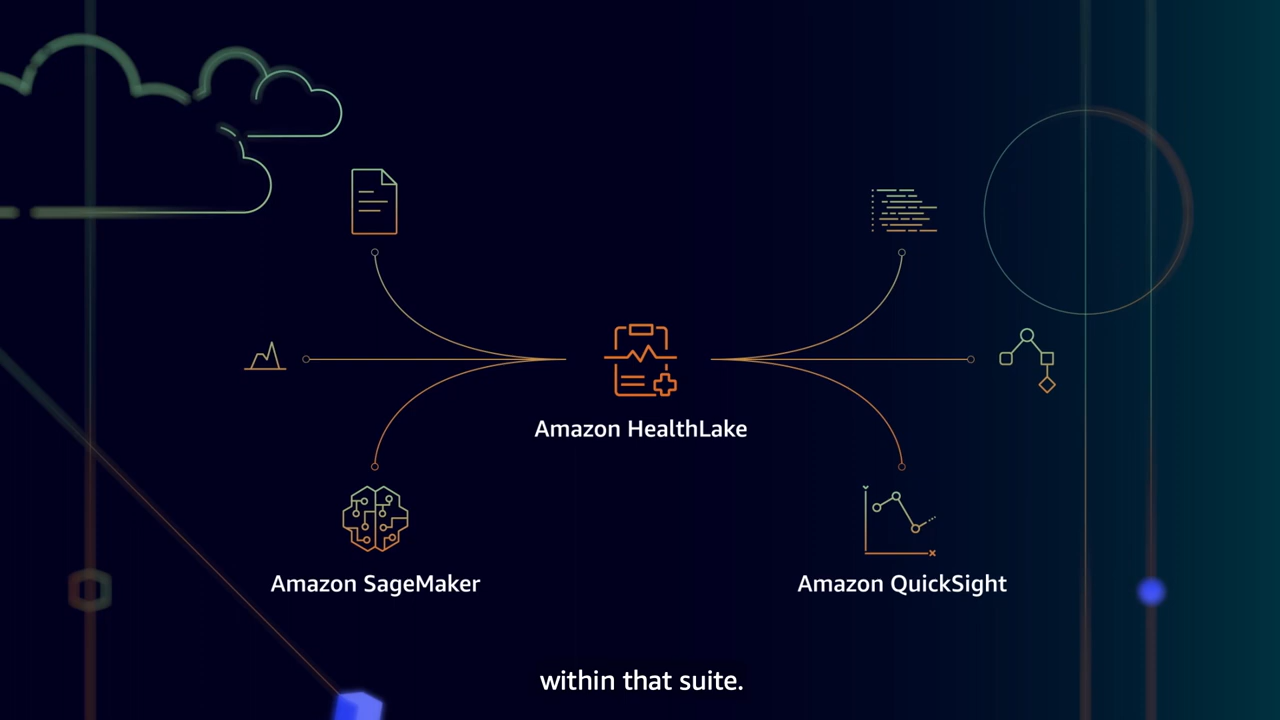 Amazon HealthLake
Amazon SageMaker
Amazon QuickSight
within that suite.